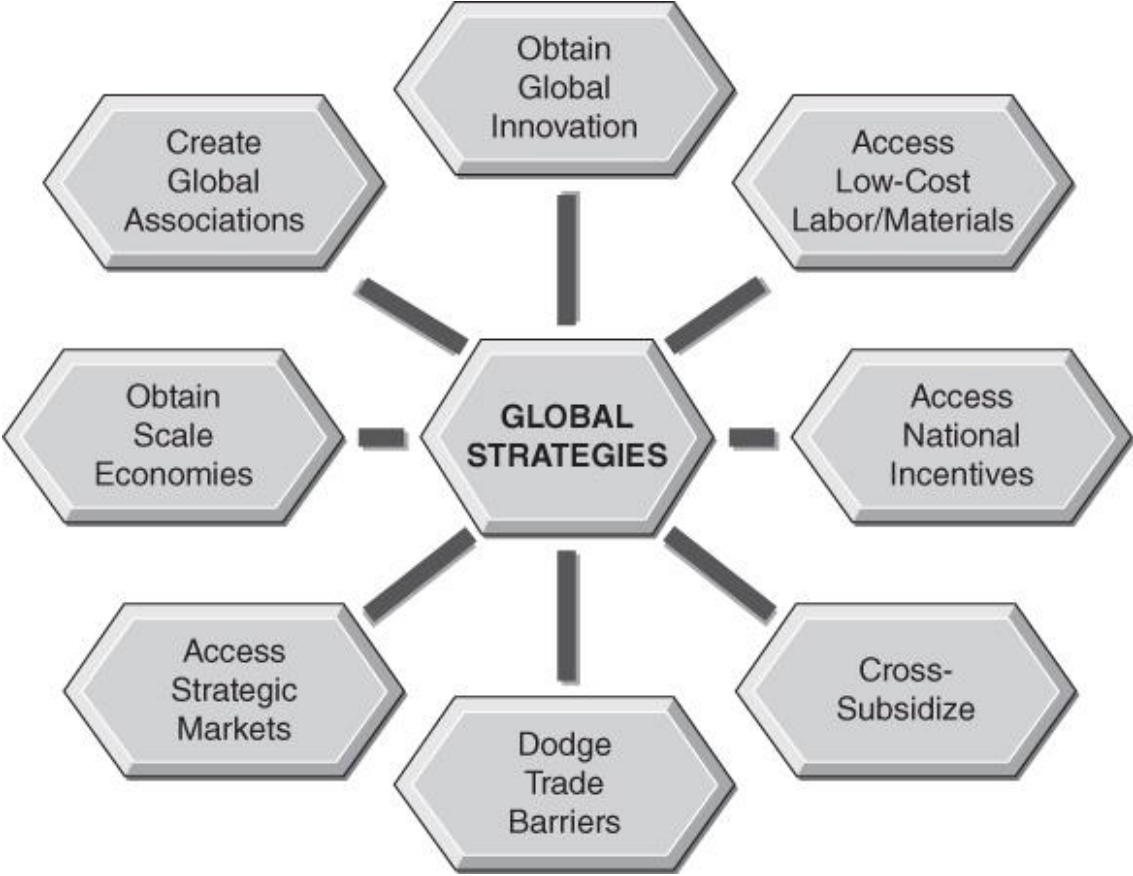 Obtain
Global
Innovation
Access
Low-Cost
Labor/Materials
Access
National
Incentives
Cross-
Subsidize
Dodge
Trade
Barriers
Access
Strategic
Markets
Obtain
Scale
Economies
Create
Global
Associations
GLOBAL
STRATEGIES